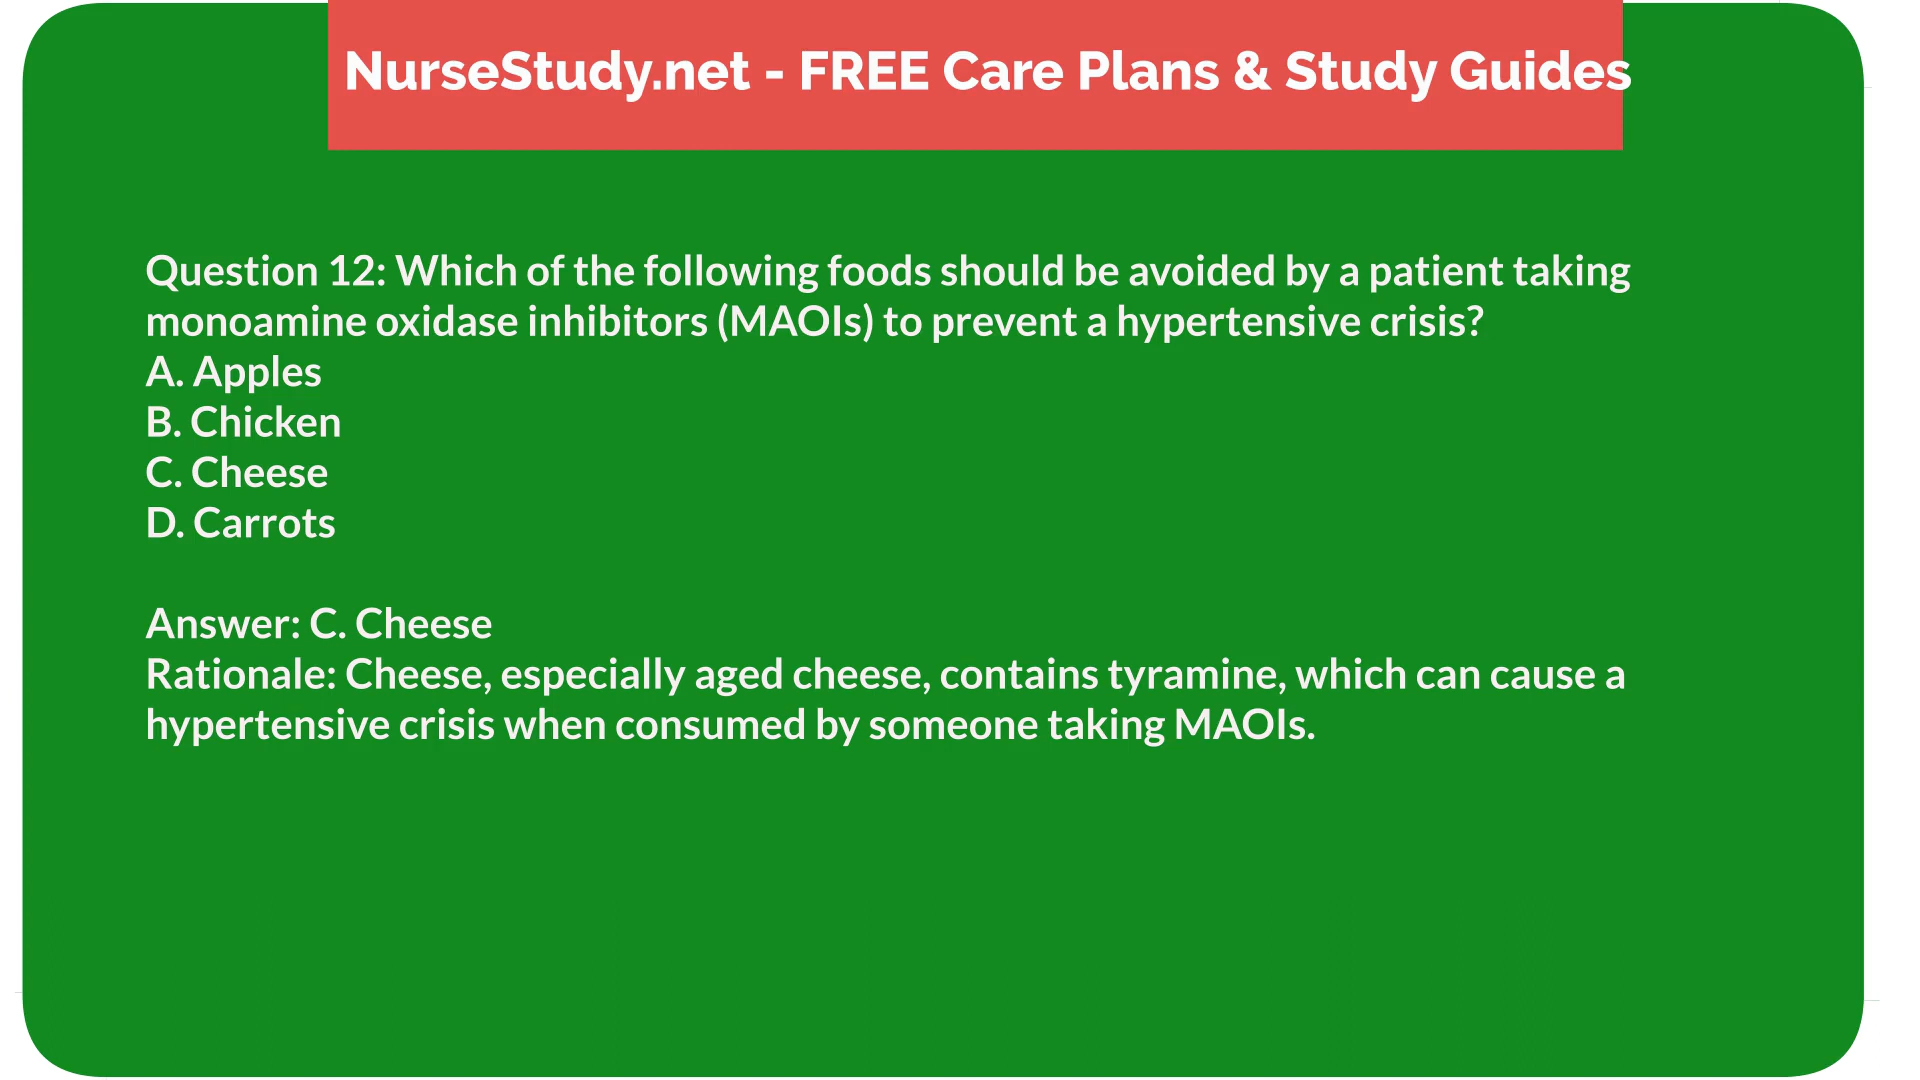 NurseStudy.net - FREE Care Plans & Study Guides
Question 12: Which of the following foods should be avoided by a patient taking
monoamine oxidase inhibitors (MAOIs) to prevent a hypertensive crisis?
A. Apples
B. Chicken
C. Cheese
D. Carrots
Answer: C. Cheese
Rationale: Cheese, especially aged cheese, contains tyramine, which can cause a
hypertensive crisis when consumed by someone taking MAOIs.